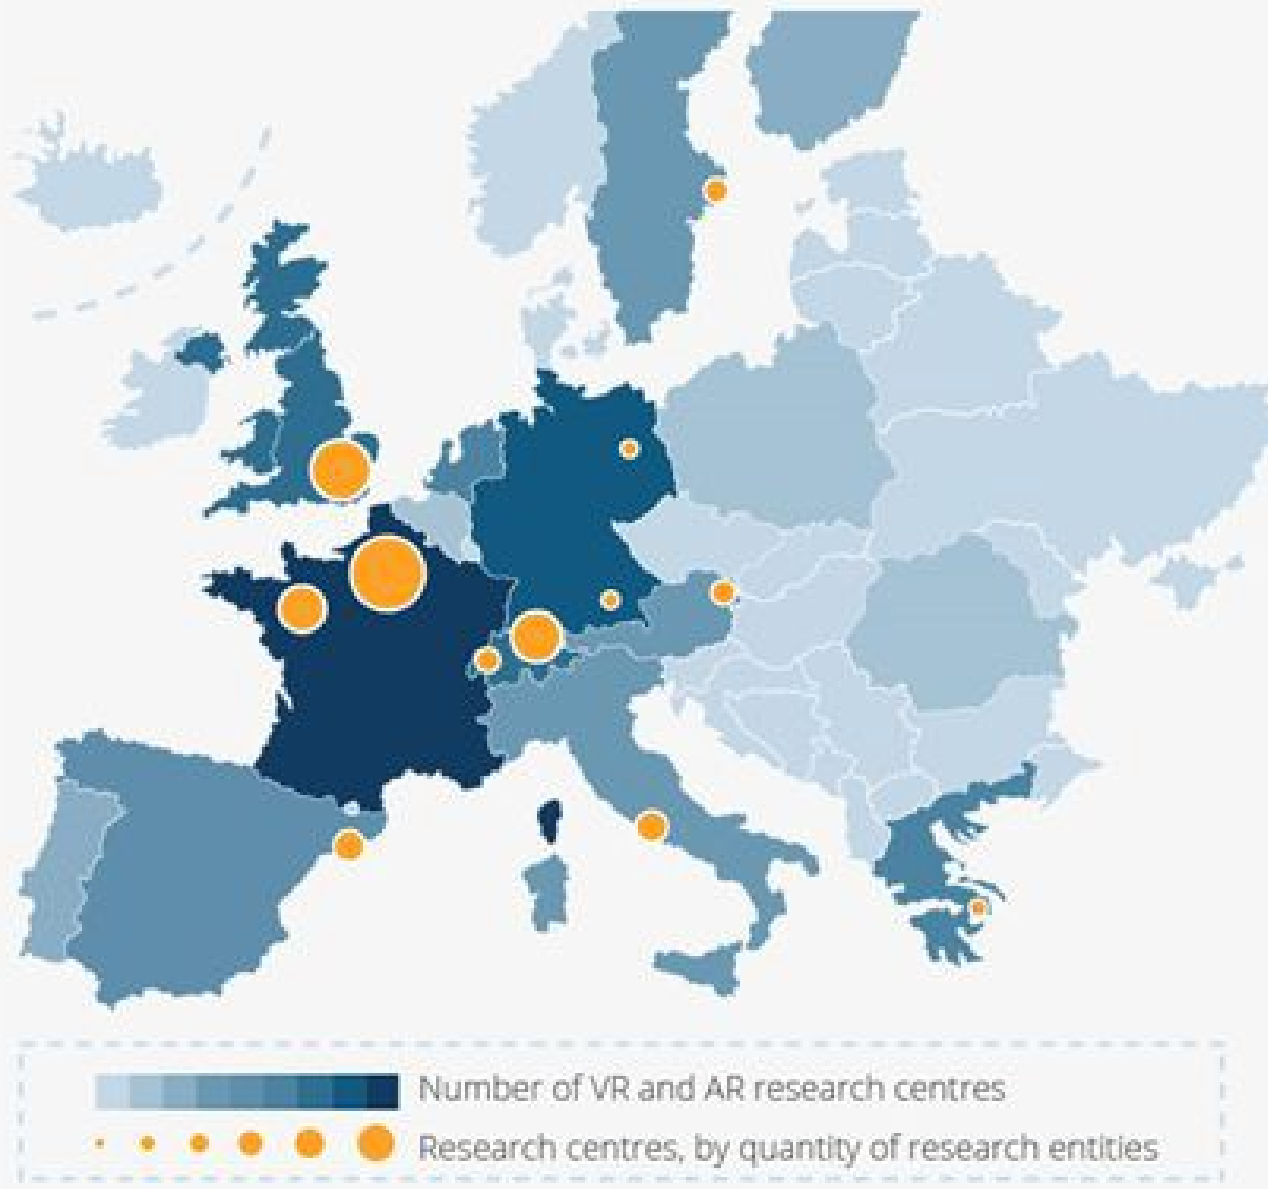 Number of VR and AR research centres
Research centres, by quantity of research entities